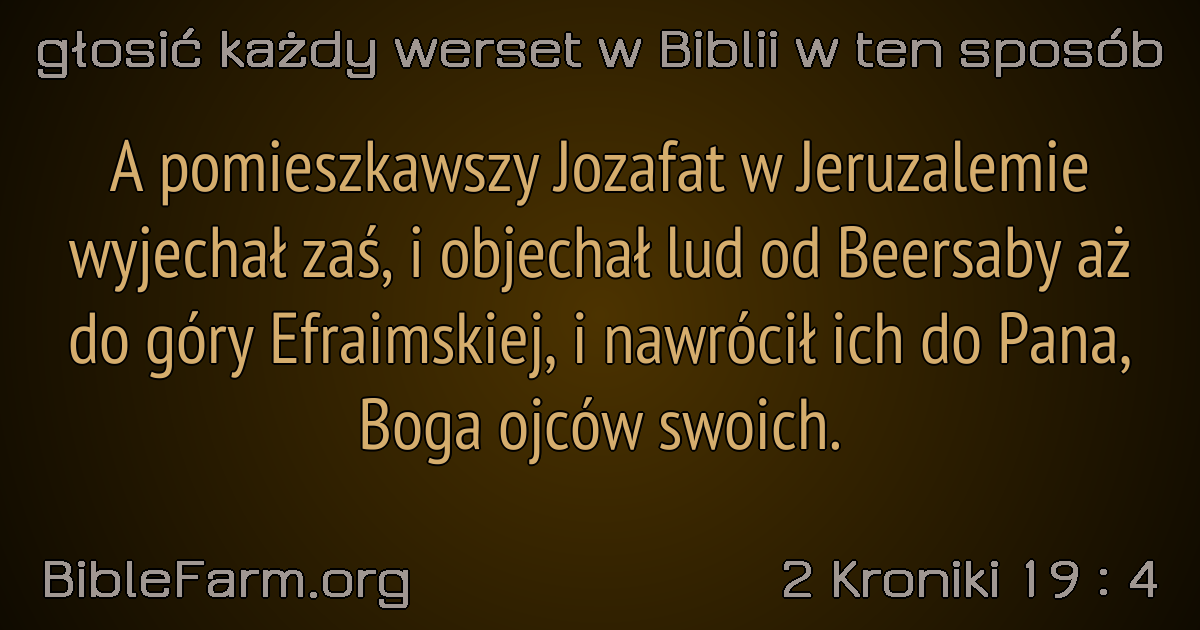 głosić każdy werset w Biblii w ten sposób
A pomieszkawszy Jozafat w Jeruzalemie
wyjechał zaś, i objechał lud od Beersaby aż
do góry Efraimskiej, i nawrócił ich do Pana,
Boga ojców swoich.
BibleFarm.org
2 Kroniki 19 : 4